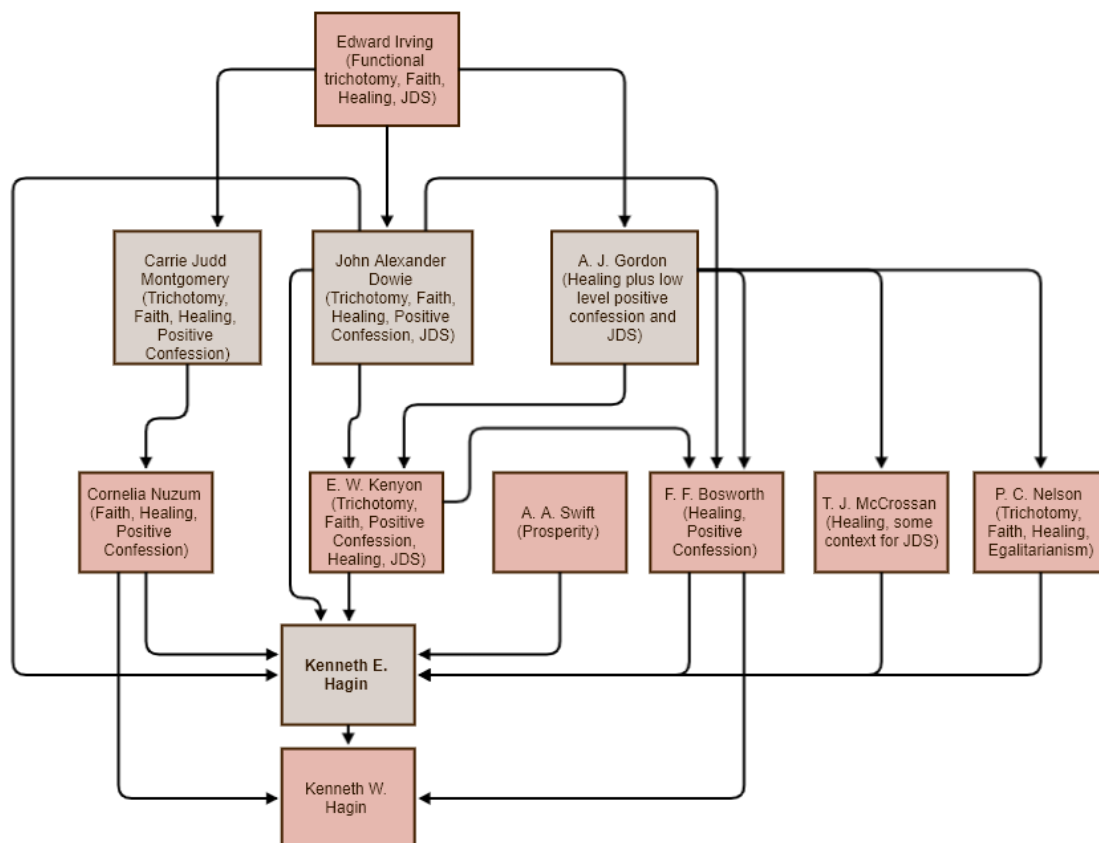 Edward Irving
(Functional
trichotomy, Faith,
Healing, JDS)
Carrie Judd
Montgomery
(Trichotomy,
Faith, Healing,
Positive
Confession)
John Alexander
Dowie
(Trichotomy, Faith,
Healing, Positive
Confession, JDS)
A. J. Gordon
(Healing plus low
level positive
confession and
JDS)
Cornelia Nuzum
(Faith, Healing,
Positive
Confession)
E. W. Kenyon
(Trichotomy,
Faith, Positive
Confession,
Healing, JDS)
A. A. Swift
(Prosperity)
F. F. Bosworth
(Healing,
Positive
Confession)
T. J. McCrossan
(Healing, some
context for JDS)
P. C. Nelson
(Trichotomy,
Faith, Healing,
Egalitarianism)
Kenneth E.
Hagin
Kenneth W.
Hagin